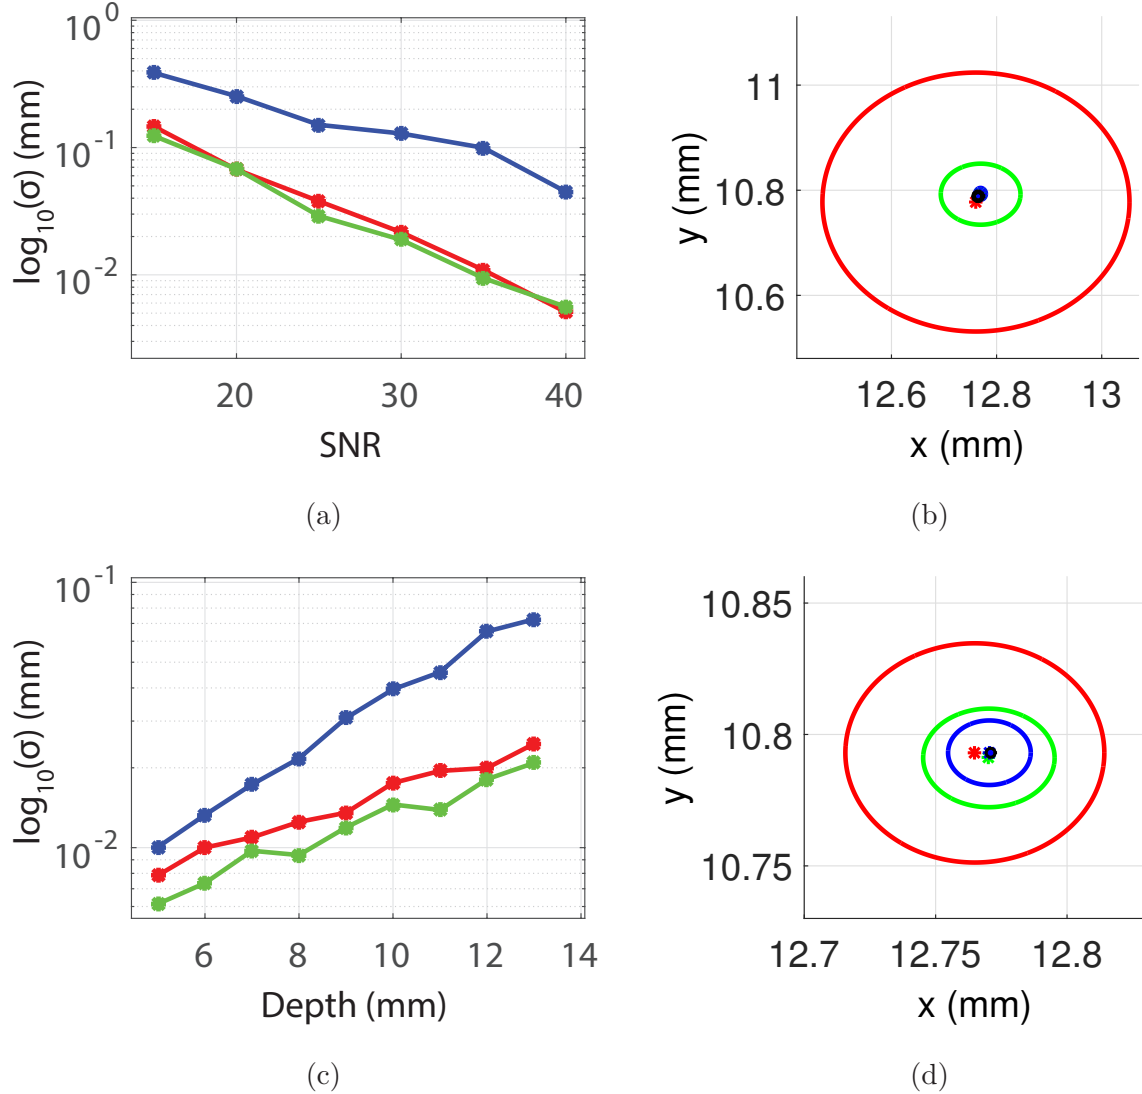 10^0
10^-1
10^-2
log10(σ) (mm)
20 30 40
SNR
(a)
11
10.8
10.6
y (mm)
12.6 12.8 13
x (mm)
(b)
10^-1
10^-2
log10(σ) (mm)
6 8 10 12 14
Depth (mm)
(c)
10.85
10.8
10.75
y (mm)
12.7 12.75 12.8
x (mm)
(d)